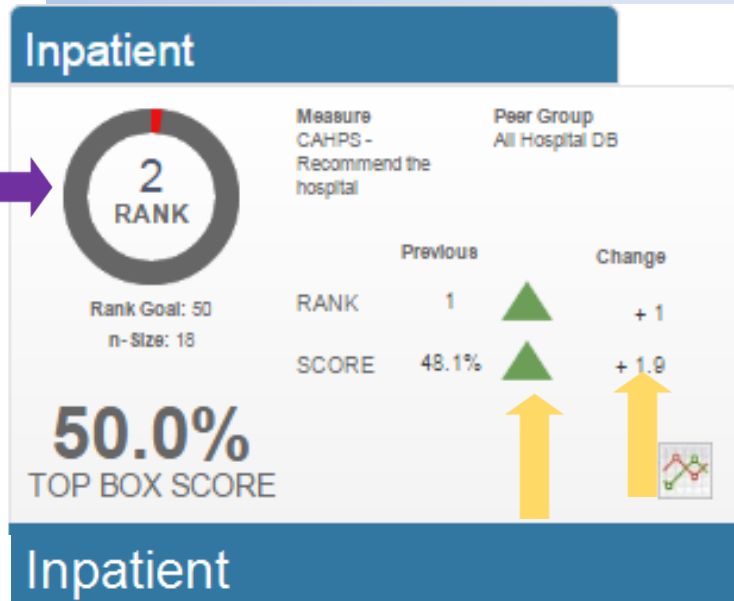 Inpatient
Measure
CAHPS -
Recommend the
hospital
Peer Group
All Hospital DB
2
RANK
Rank Goal: 50
n-Size: 18
Previous
Change
RANK 1 + 1
SCORE 48.1% + 1.9
50.0%
TOP BOX SCORE
Inpatient